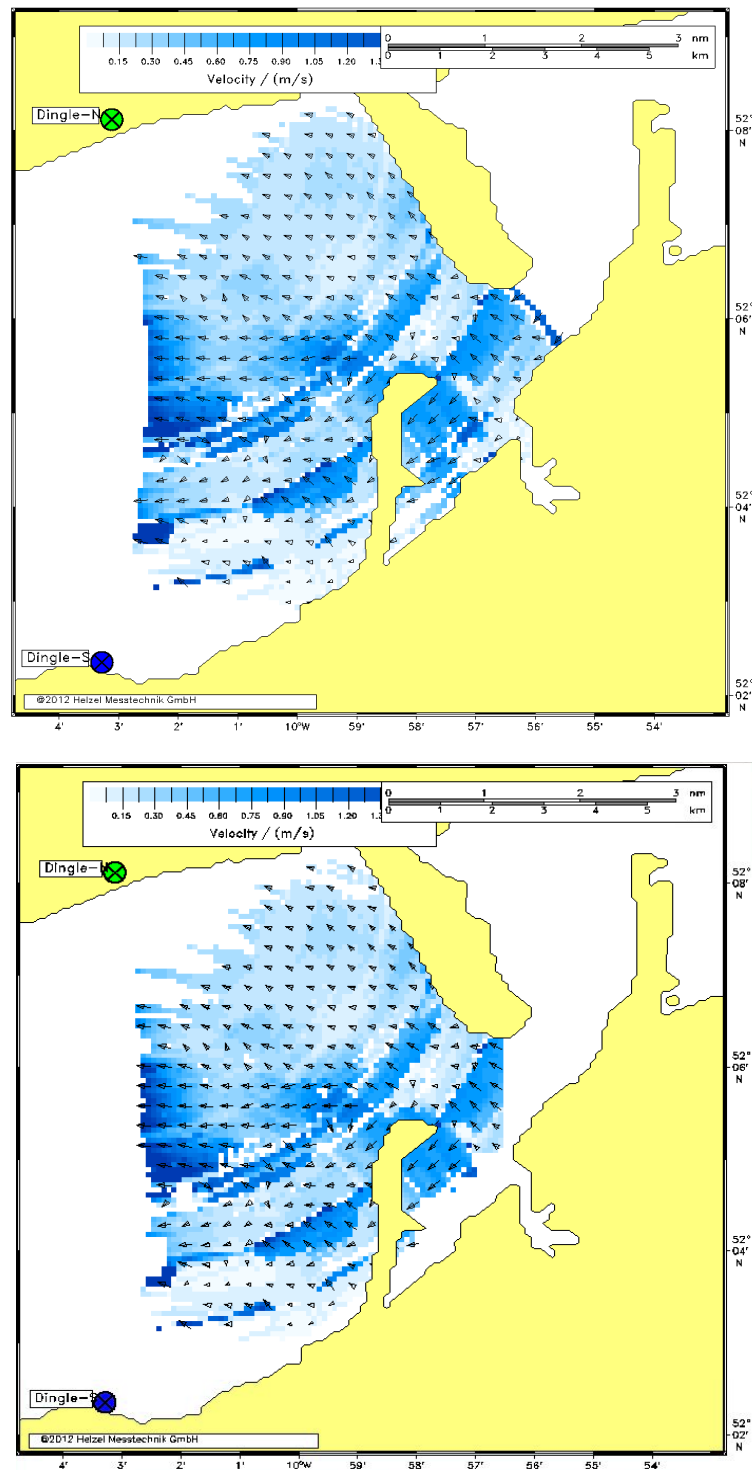 0 1 2 3 nm
0.15 0.30 0.45 0.60 0.75 0.90 1.05 1.20 1.3
0 1 2 3 4 5 km
Velocity / (m/s)
Dingle-N
52° 08' N
52° 06' N
52° 04' N
Dingle-S
52° 02' N
©2012 Helzel Messtechnik GmbH
4' 3' 2' 1' 10°W 59' 58' 57' 56' 55' 54'
0 1 2 3 nm
0.15 0.30 0.45 0.60 0.75 0.90 1.05 1.20 1.3
0 1 2 3 4 5 km
Velocity / (m/s)
Dingle-N
52° 08' N
52° 06' N
52° 04' N
Dingle-S
52° 02' N
©2012 Helzel Messtechnik GmbH
4' 3' 2' 1' 10°W 59' 58' 57' 56' 55' 54'